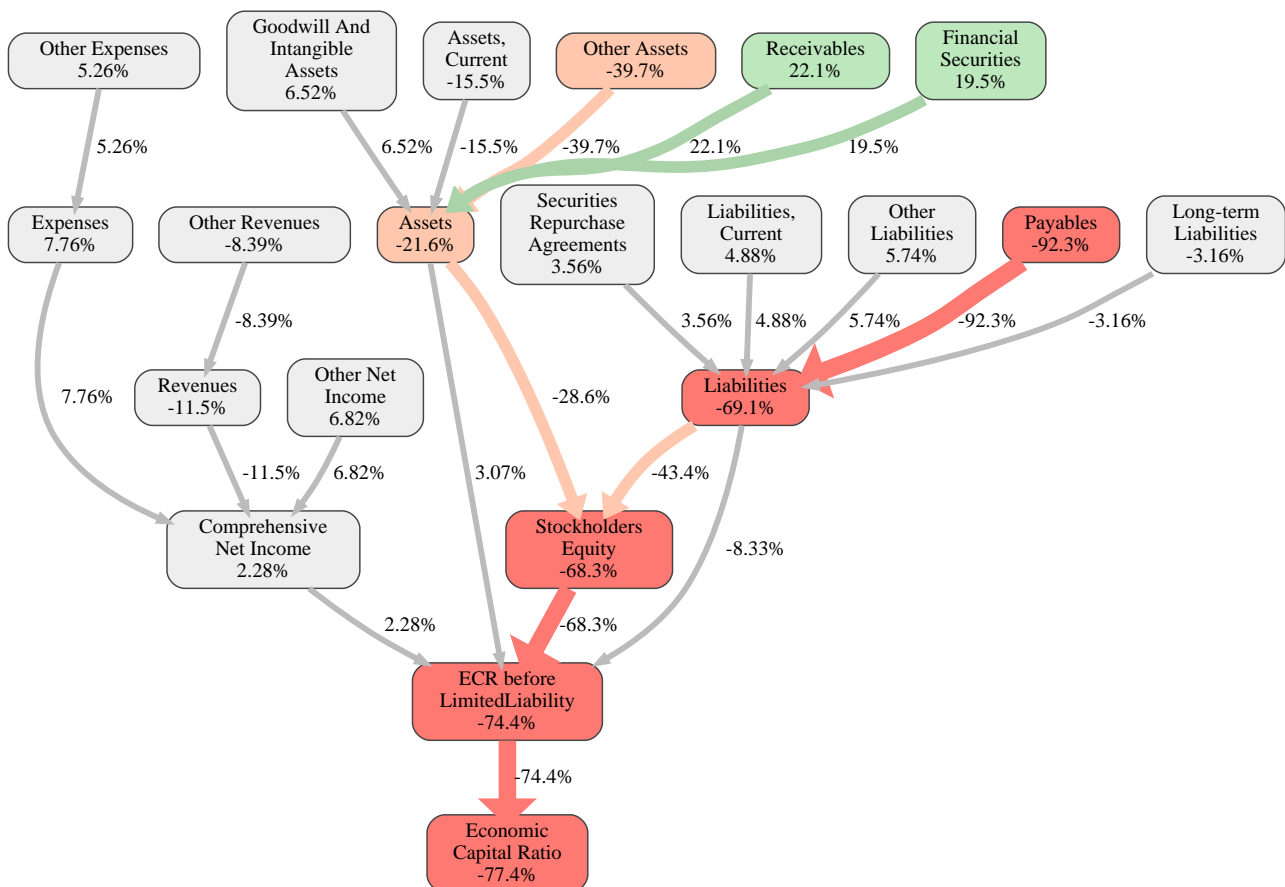 Other Expenses
5.26%
Goodwill And
Intangible
Assets
6.52%
Assets,
Current
-15.5%
Other Assets
-39.7%
Receivables
22.1%
Financial
Securities
19.5%
5.26%
6.52%
-15.5%
-39.7%
22.1%
19.5%
Expenses
7.76%
Other Revenues
-8.39%
Assets
-21.6%
Securities
Repurchase
Agreements
3.56%
Liabilities,
Current
4.88%
Other
Liabilities
5.74%
Payables
-92.3%
Long-term
Liabilities
-3.16%
-8.39%
3.56%
4.88%
5.74%
-92.3%
-3.16%
7.76%
Revenues
-11.5%
Other Net
Income
6.82%
-28.6%
Liabilities
-69.1%
-11.5%
6.82%
3.07%
-43.4%
Comprehensive
Net Income
2.28%
Stockholders
Equity
-68.3%
-8.33%
2.28%
-68.3%
ECR before
LimitedLiability
-74.4%
-74.4%
Economic
Capital Ratio
-77.4%